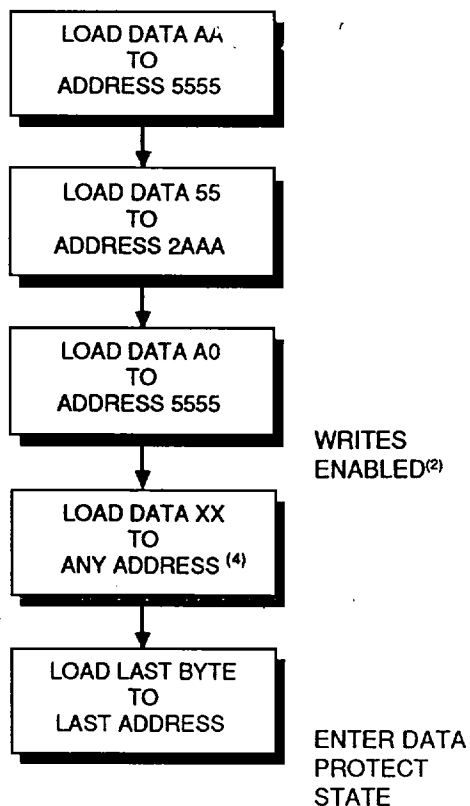 LOAD DATA AA
TO
ADDRESS 5555
LOAD DATA 55
TO
ADDRESS 2AAA
LOAD DATA A0
TO
ADDRESS 5555
WRITES
ENABLED(2)
LOAD DATA XX
TO
ANY ADDRESS (4)
LOAD LAST BYTE
TO
LAST ADDRESS
ENTER DATA
PROTECT
STATE